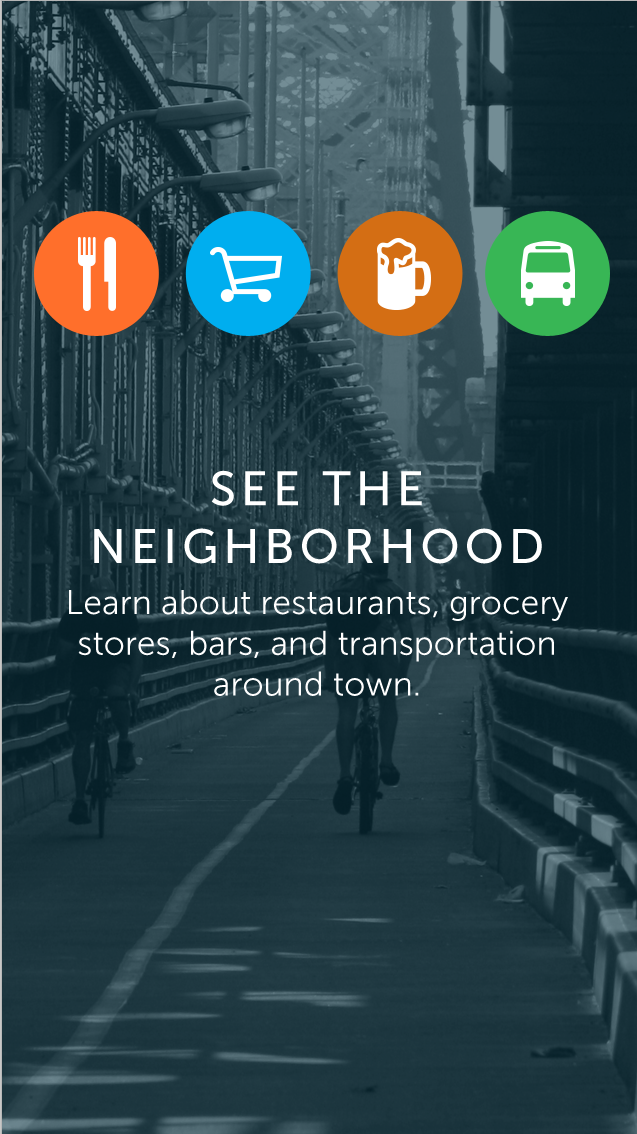 SEE THE
NEIGHBORHOOD
Learn about restaurants, grocery
stores, bars, and transportation
around town.